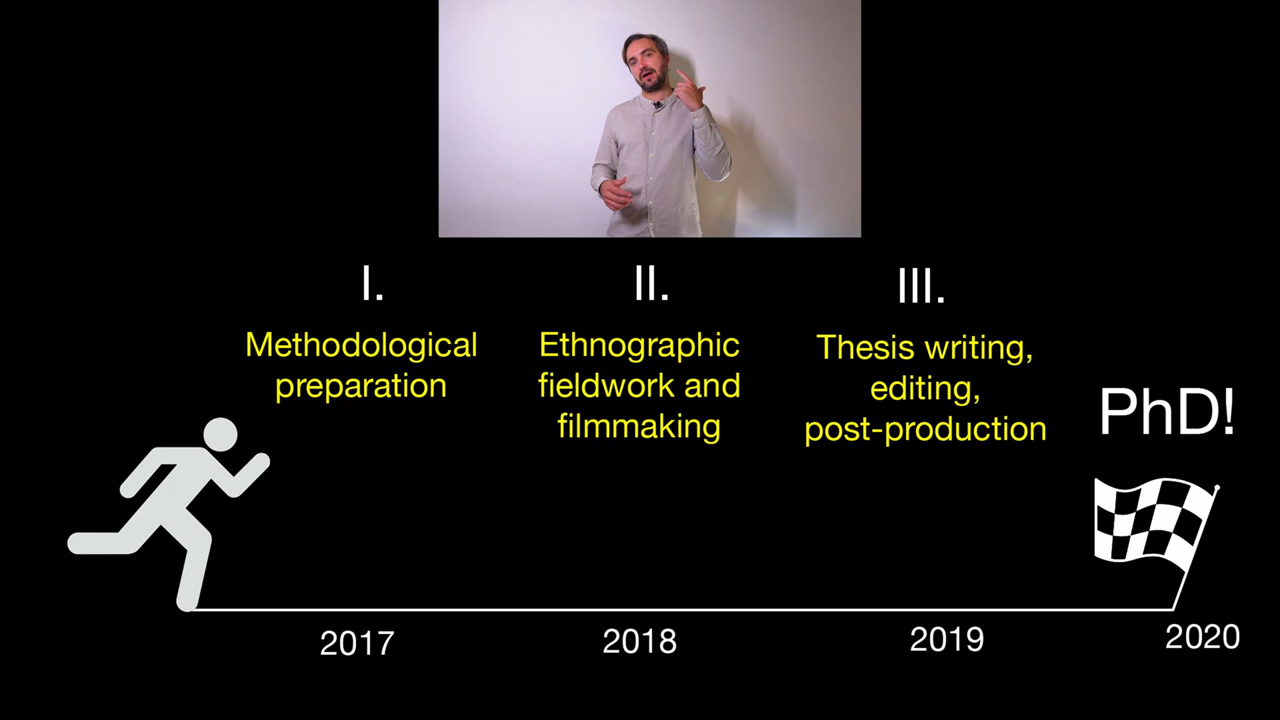 I.
Methodological
preparation
II.
Ethnographic
fieldwork and
filmmaking
III.
Thesis writing,
editing,
post-production
PhD!
2017
2018
2019
2020